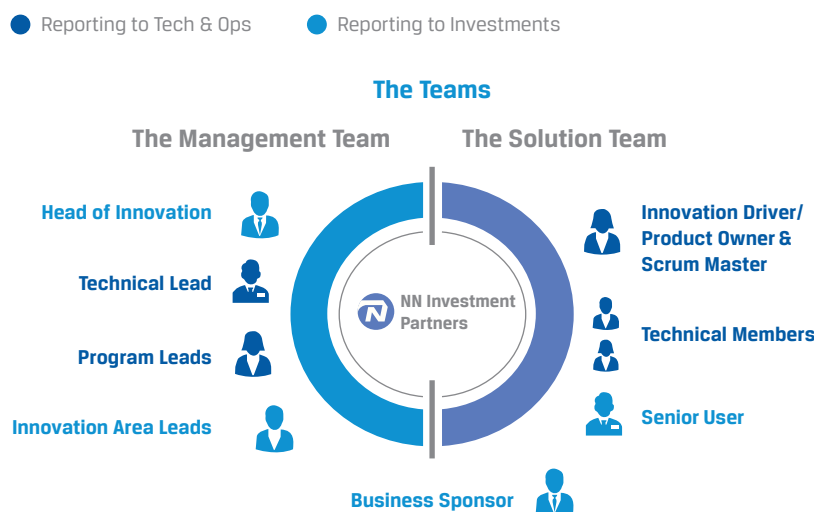 Reporting to Tech & Ops
Reporting to Investments
The Teams
The Management Team
The Solution Team
Head of Innovation
Technical Lead
Program Leads
Innovation Area Leads
NN Investment
Partners
Innovation Driver/
Product Owner &
Scrum Master
Technical Members
Senior User
Business Sponsor